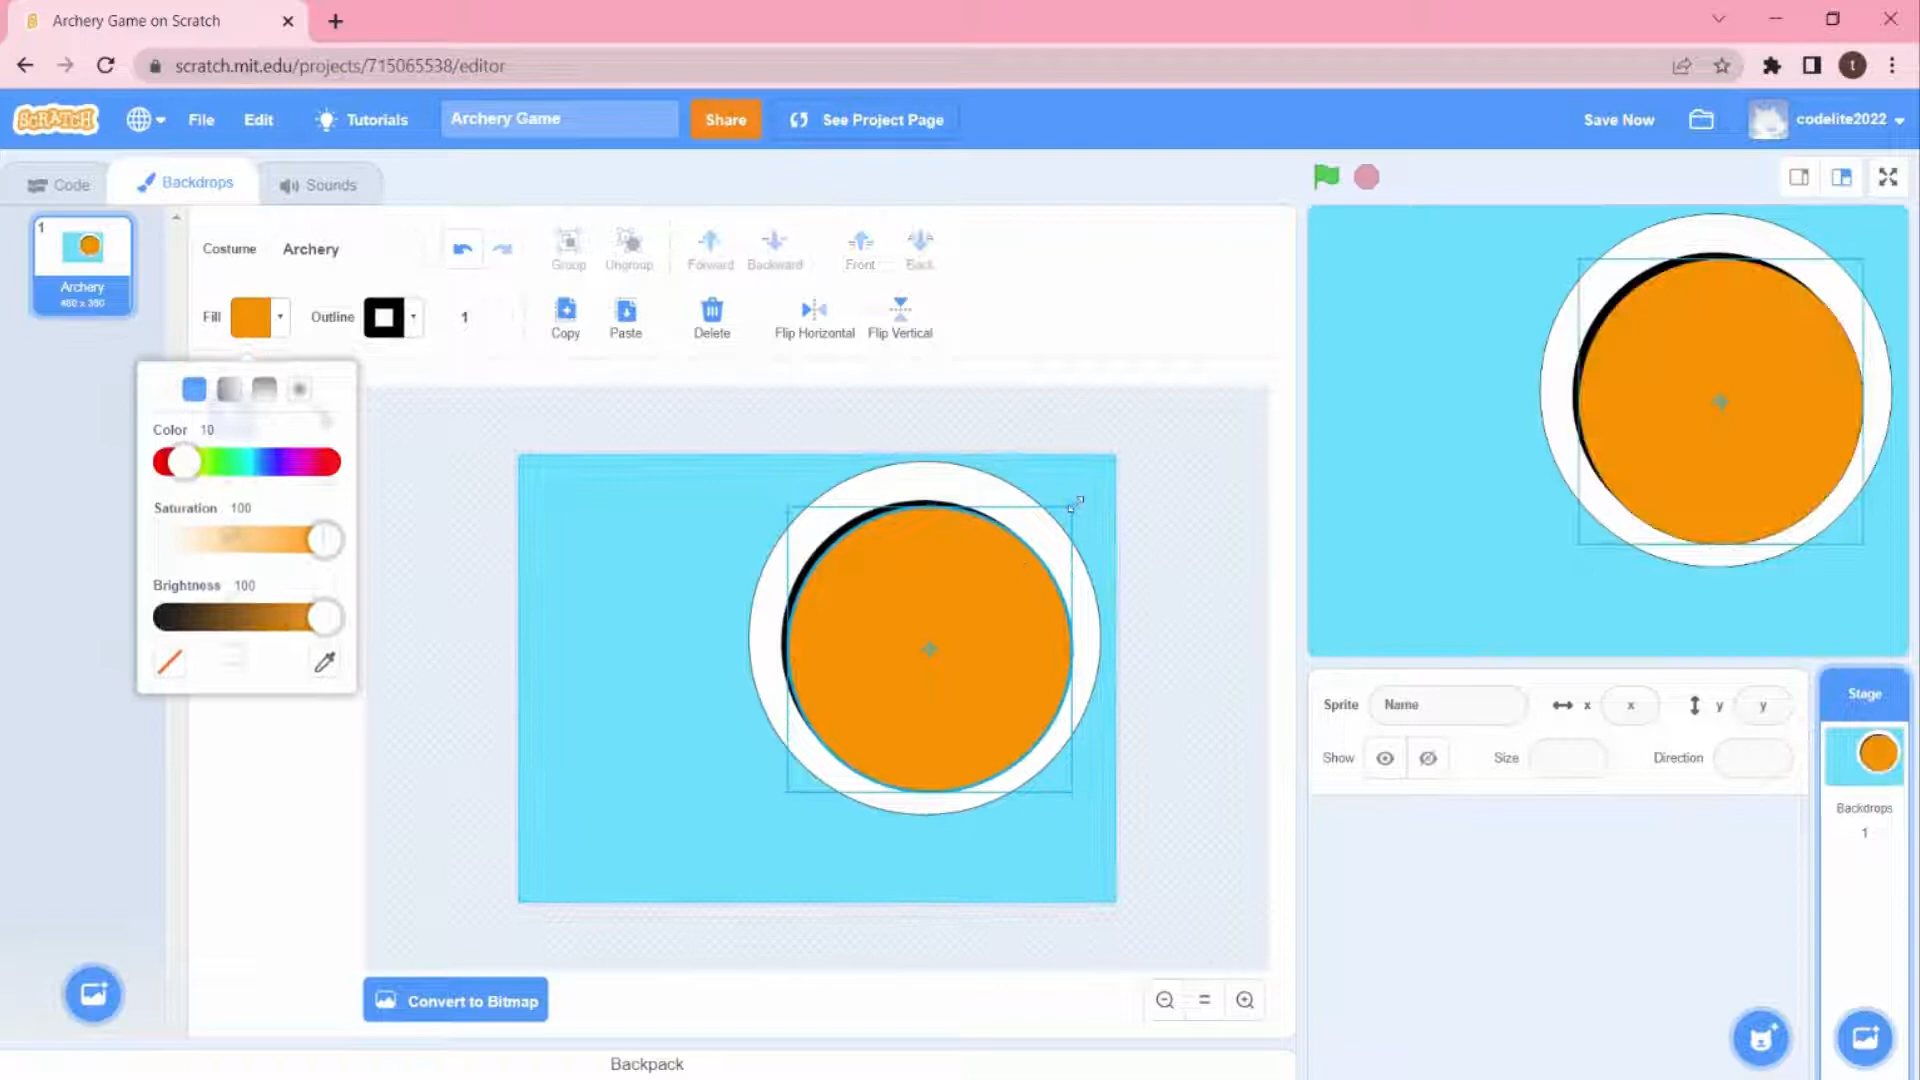 Archery Game on Scratch
scratch.mit.edu/projects/715065538/editor
t
SCRATCH
File
Edit
Tutorials
Archery Game
Share
See Project Page
Save Now
codelite2022
Code
Backdrops
Sounds
1
Archery
480 x 360
Costume
Archery
Group
Ungroup
Forward
Backward
Front
Back
Fill
Outline
1
Copy
Paste
Delete
Flip Horizontal
Flip Vertical
Color 10
Saturation 100
Brightness 100
Convert to Bitmap
Backpack
Sprite
Name
x
x
y
y
Show
Size
Direction
Stage
Backdrops
1